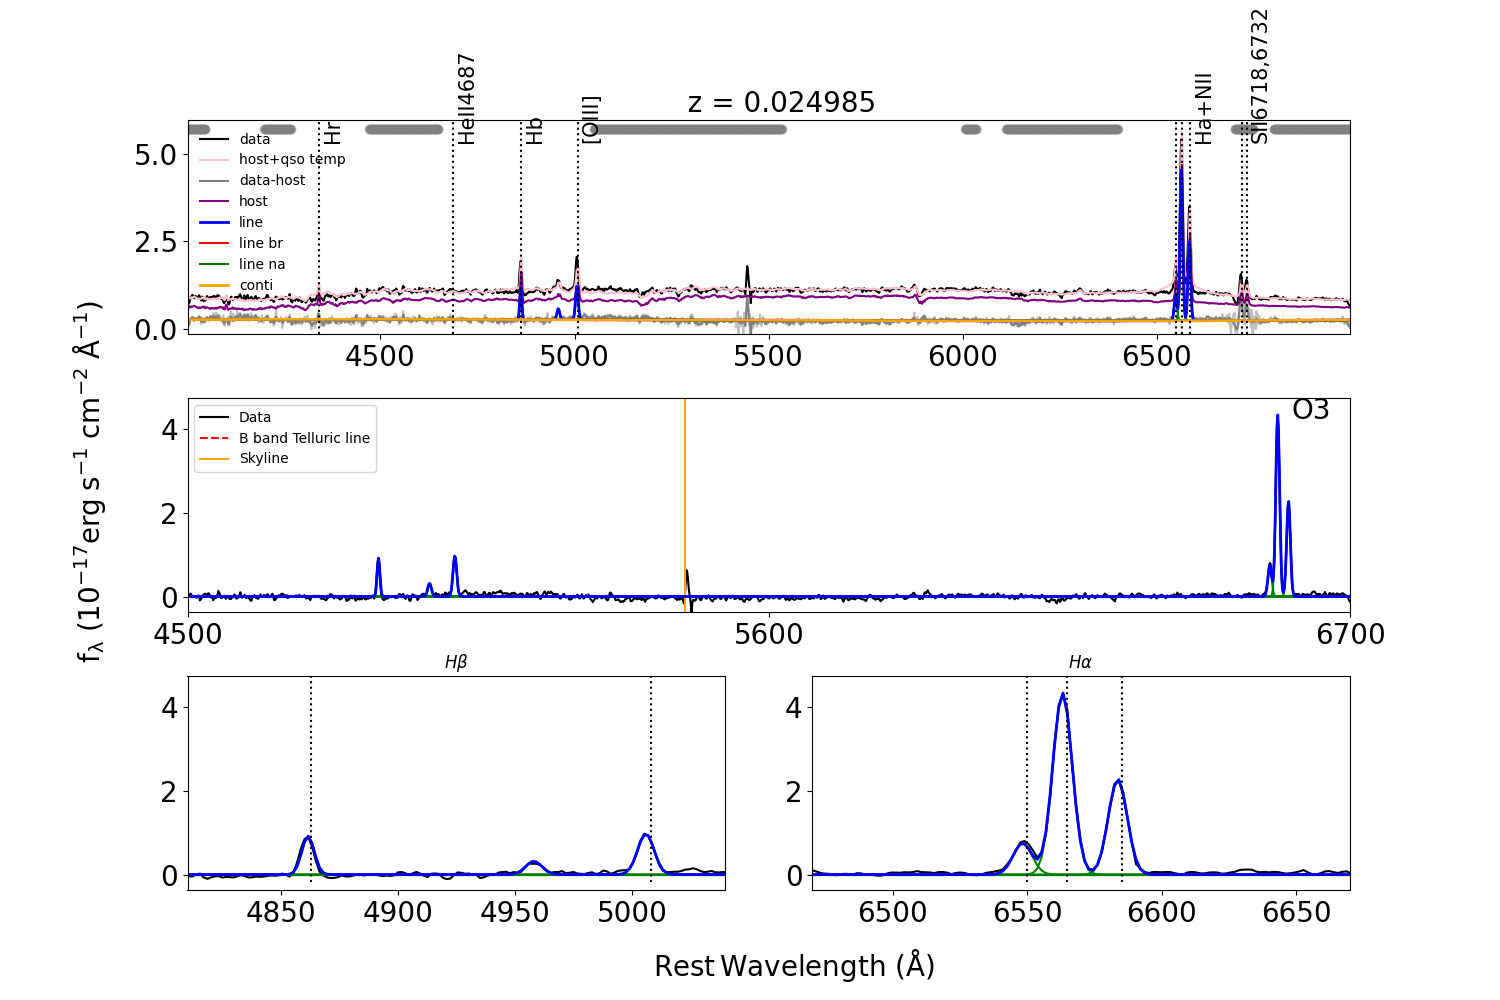 z = 0.024985
Hr
HeII4687
Hb
[OIII]
Ha+NII
SII6718,6732
data
host+qso temp
data-host
host
line
line br
line na
conti
5.0
2.5
0.0
4500
5000
5500
6000
6500
Data
B band Telluric line
Skyline
O3
4
2
0
4500
5600
6700
fλ (10⁻¹⁷erg s⁻¹ cm⁻² Å⁻¹)
Hβ
4
2
0
4850
4900
4950
5000
Hα
4
2
0
6500
6550
6600
6650
Rest Wavelength (Å)